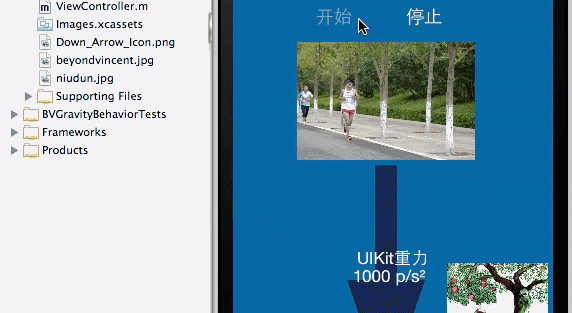 ViewController.m
Images.xcassets
Down_Arrow_Icon.png
beyondvincent.jpg
niudun.jpg
Supporting Files
BVGravityBehaviorTests
Frameworks
Products
开始
停止
UIKit重力
1000 p/s²